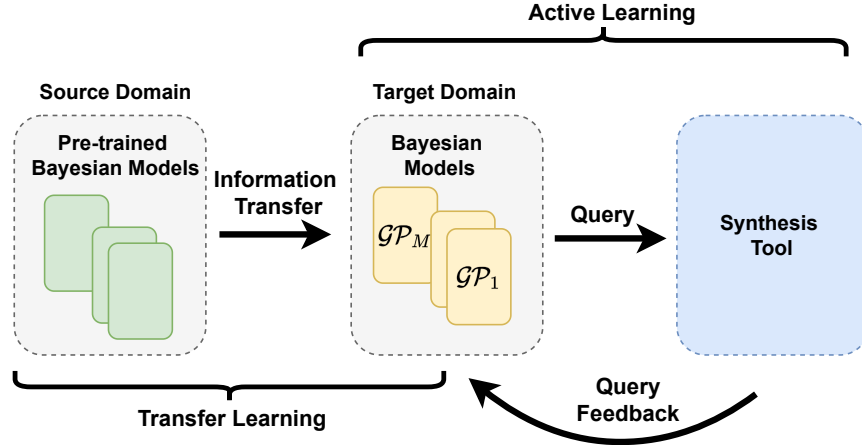 Active Learning
Source Domain
Target Domain
Pre-trained
Bayesian Models
Bayesian
Models
Information
Transfer
Query
Synthesis
Tool
𝒢𝒫_M
𝒢𝒫_1
Transfer Learning
Query
Feedback